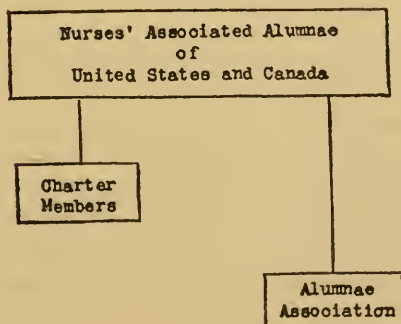 Nurses' Associated Alumnae
of
United States and Canada
Charter
Members
Alumnae
Association